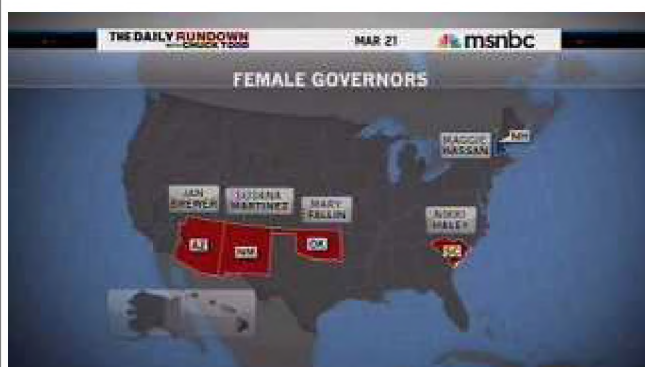 THE DAILY RUNDOWN
WITH CHUCK TODD
MAR 21
msnbc
FEMALE GOVERNORS
MAGGIE
HASSAN
NH
JAN
BREWER
SUSANA
MARTINEZ
MARY
FALLIN
NIKKI
HALEY
AZ
NM
OK
SC